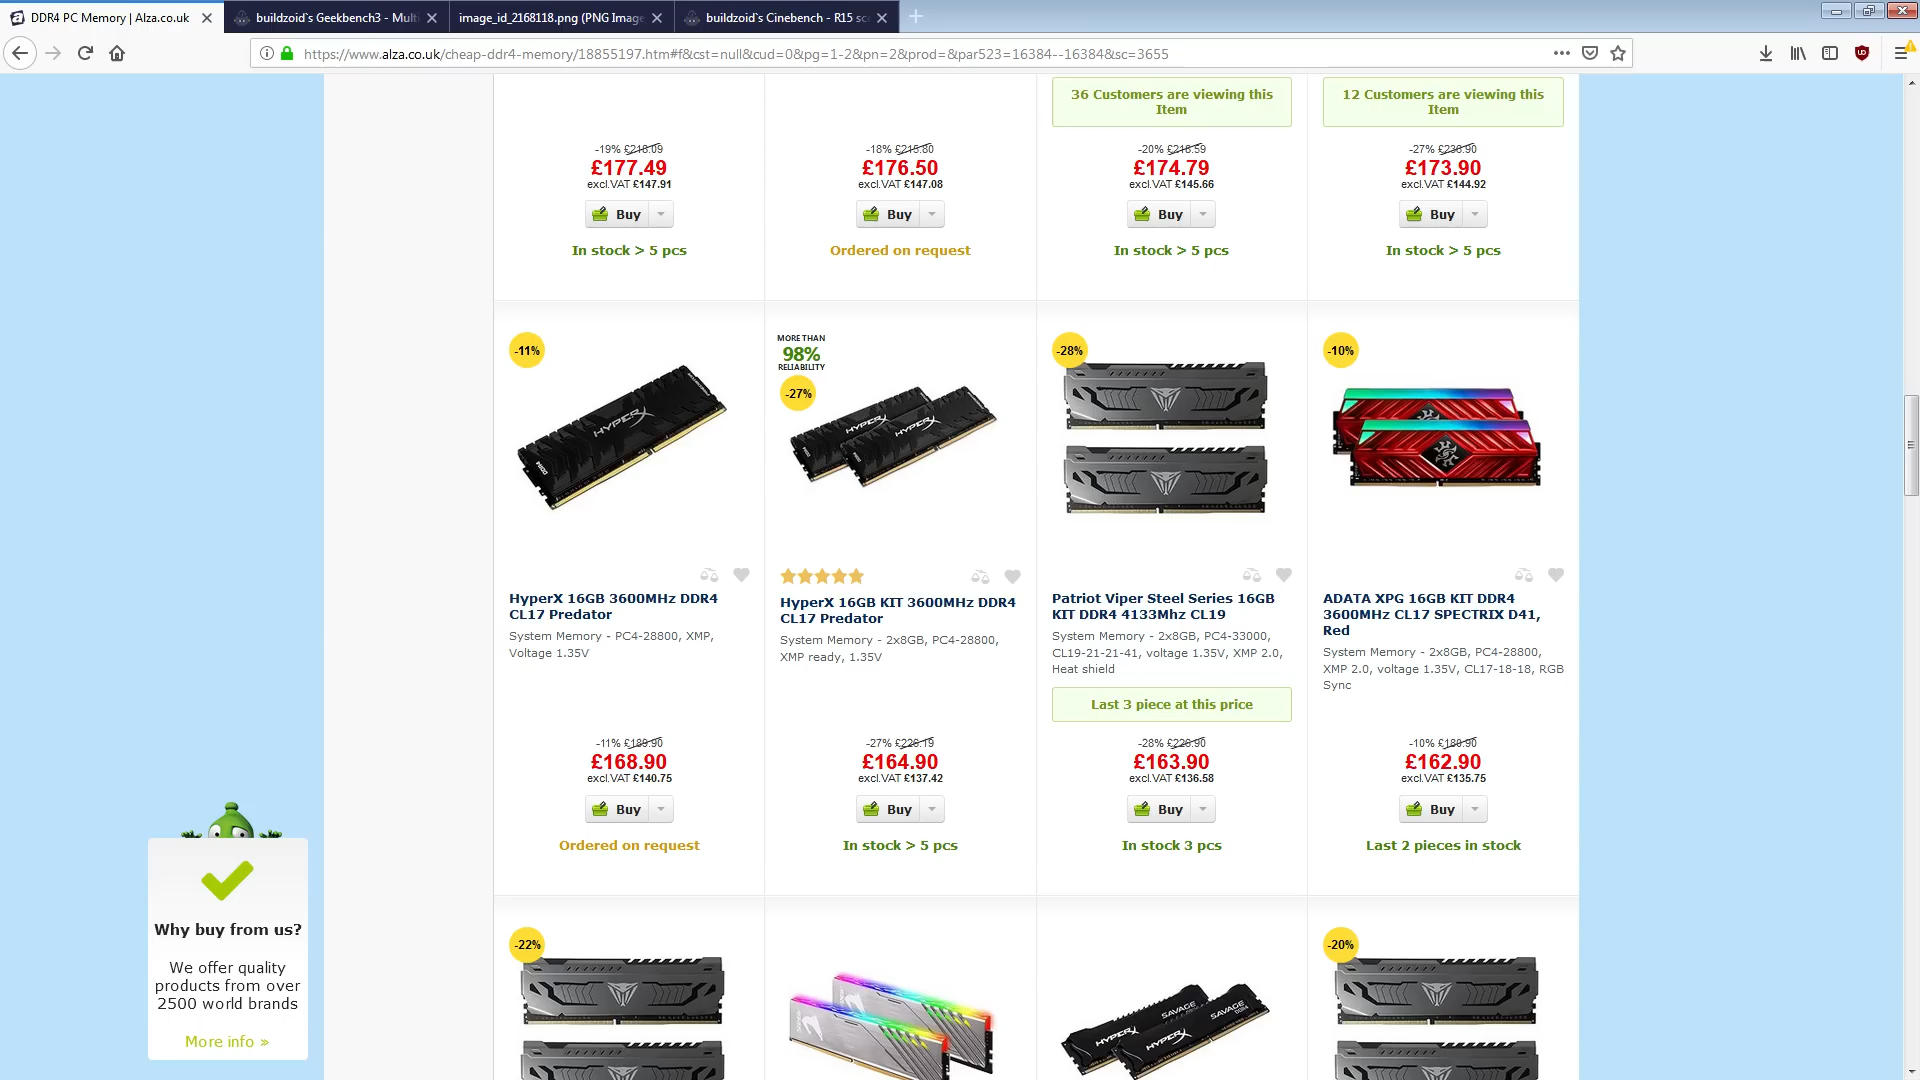 DDR4 PC Memory | Alza.co.uk
buildzoid`s Geekbench3 - Multi
image_id_2168118.png (PNG Image
buildzoid`s Cinebench - R15 sc
https://www.alza.co.uk/cheap-ddr4-memory/18855197.htm#f&cst=null&cud=0&pg=1-2&pn=2&prod=&par523=16384--16384&sc=3655
36 Customers are viewing this
Item
12 Customers are viewing this
Item
-19% £218.09
-18% £215.80
-20% £218.59
-27% £238.90
£177.49
£176.50
£174.79
£173.90
excl.VAT £147.91
excl.VAT £147.08
excl.VAT £145.66
excl.VAT £144.92
Buy
Buy
Buy
Buy
In stock > 5 pcs
Ordered on request
In stock > 5 pcs
In stock > 5 pcs
-11%
MORE THAN
98%
RELIABILITY
-27%
-28%
-10%
HYPERX
DDR4
HYPERX
HYPERX
HyperX 16GB 3600MHz DDR4
CL17 Predator
System Memory - PC4-28800, XMP,
Voltage 1.35V
HyperX 16GB KIT 3600MHz DDR4
CL17 Predator
System Memory - 2x8GB, PC4-28800,
XMP ready, 1.35V
Patriot Viper Steel Series 16GB
KIT DDR4 4133Mhz CL19
System Memory - 2x8GB, PC4-33000,
CL19-21-21-41, voltage 1.35V, XMP 2.0,
Heat shield
Last 3 piece at this price
ADATA XPG 16GB KIT DDR4
3600MHz CL17 SPECTRIX D41,
Red
System Memory - 2x8GB, PC4-28800,
XMP 2.0, voltage 1.35V, CL17-18-18, RGB
Sync
-11% £189.90
-27% £228.19
-28% £228.90
-10% £180.90
£168.90
£164.90
£163.90
£162.90
excl.VAT £140.75
excl.VAT £137.42
excl.VAT £136.58
excl.VAT £135.75
Buy
Buy
Buy
Buy
Ordered on request
In stock > 5 pcs
In stock 3 pcs
Last 2 pieces in stock
-22%
-20%
HYPERX
SAVAGE
HYPERX
SAVAGE
Why buy from us?
We offer quality
products from over
2500 world brands
More info »